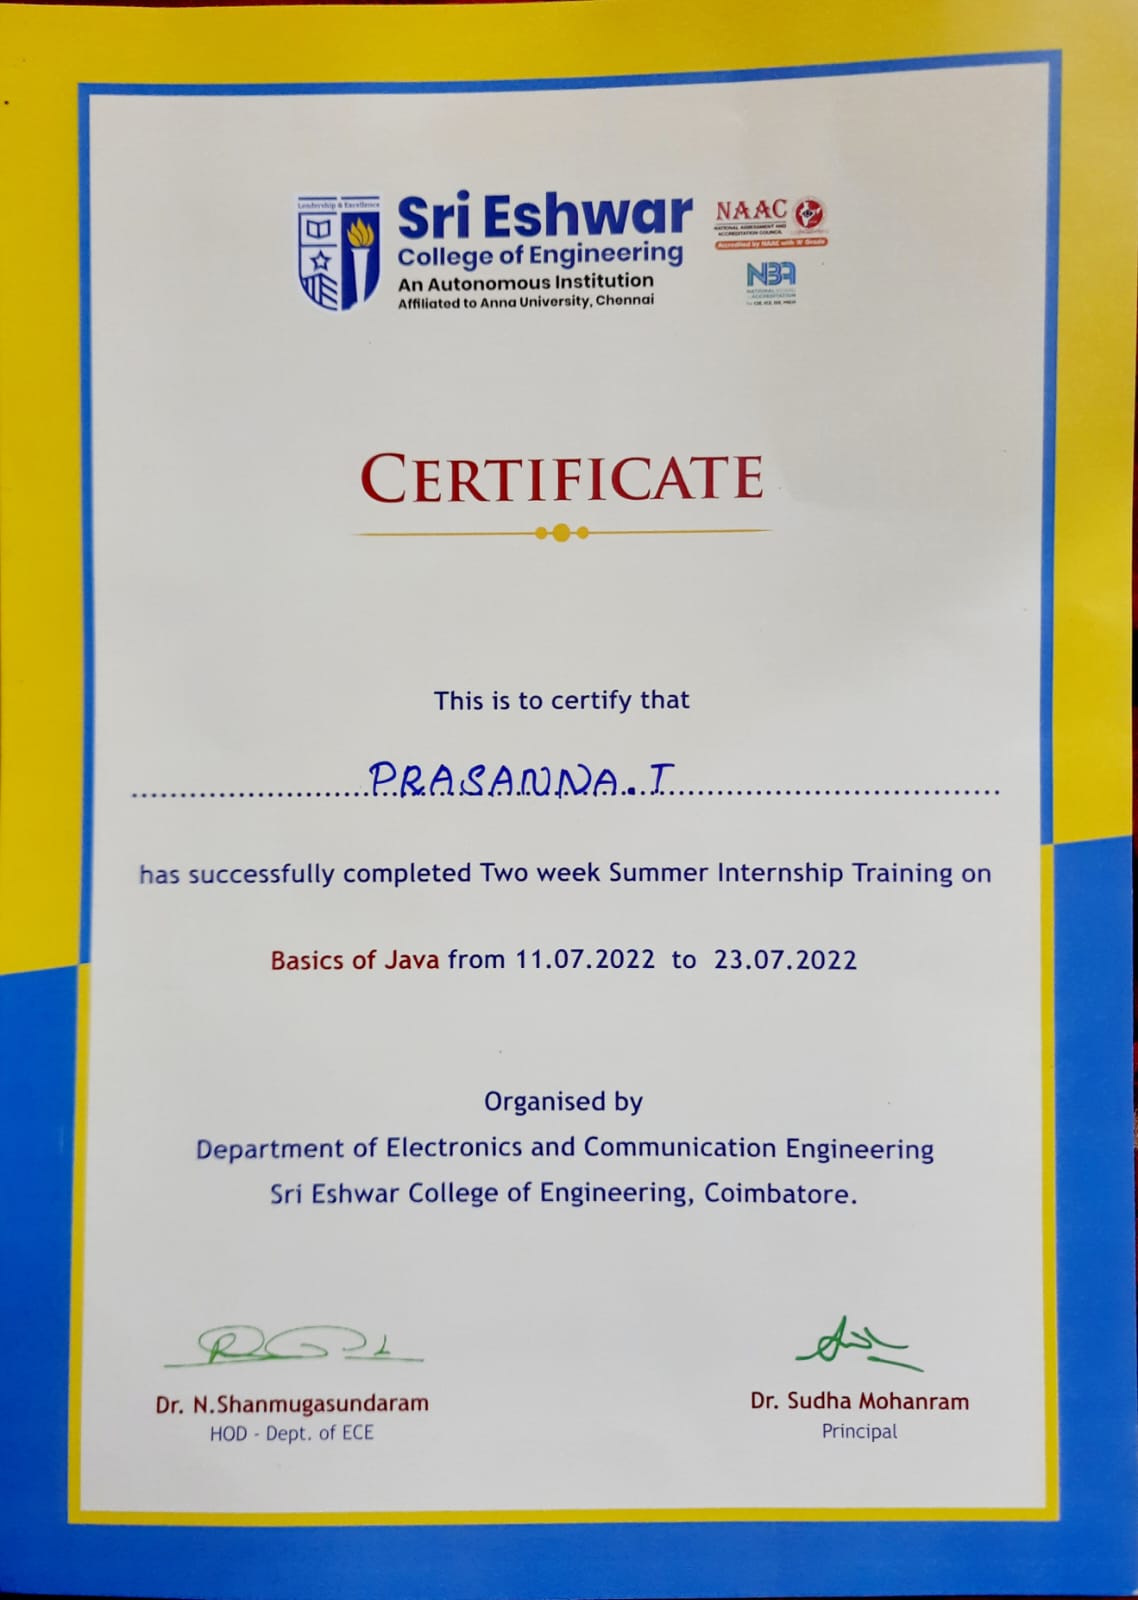 Leadership & Excellence
Sri Eshwar
College of Engineering
An Autonomous Institution
Affiliated to Anna University, Chennai
NAAC
NATIONAL ASSESSMENT AND
ACCREDITATION COUNCIL
Accredited by NAAC with 'A' Grade
NBA
NATIONAL BOARD
of ACCREDITATION
CERTIFICATE
This is to certify that
PRASANNA. T
has successfully completed Two week Summer Internship Training on
Basics of Java from 11.07.2022 to 23.07.2022
Organised by
Department of Electronics and Communication Engineering
Sri Eshwar College of Engineering, Coimbatore.
Dr. N.Shanmugasundaram
HOD - Dept. of ECE
Dr. Sudha Mohanram
Principal